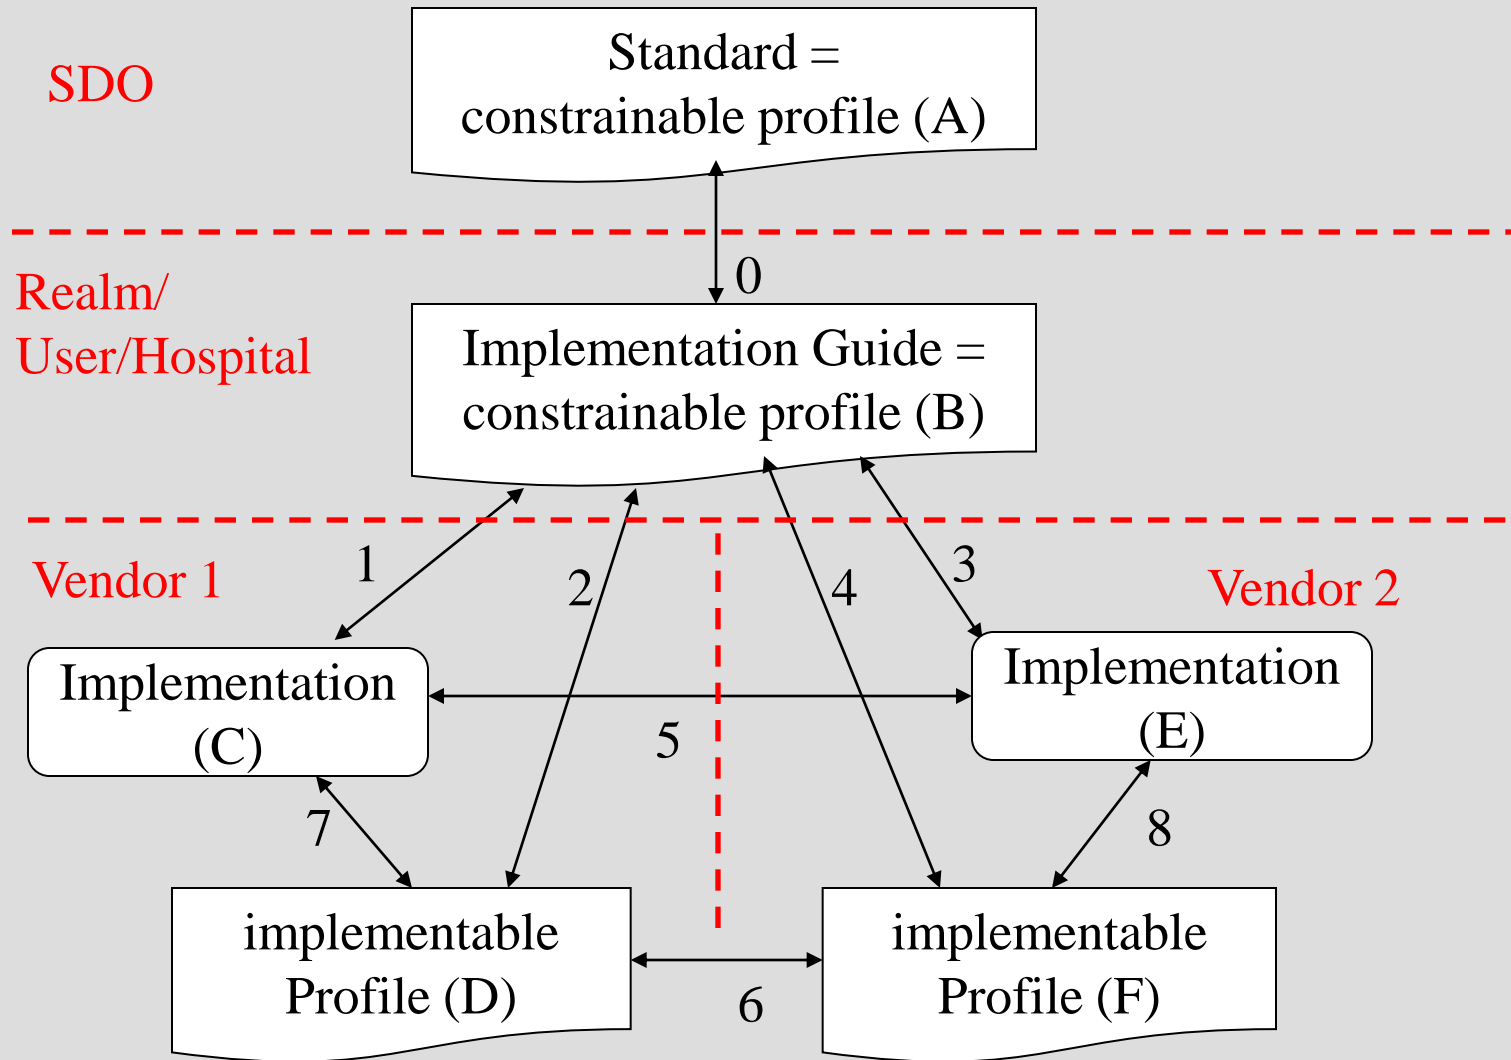 SDO
Standard =
constrainable profile (A)
0
Realm/
User/Hospital
Implementation Guide =
constrainable profile (B)
Vendor 1
1
2
4
3
Vendor 2
Implementation
(C)
5
Implementation
(E)
7
8
implementable
Profile (D)
6
implementable
Profile (F)